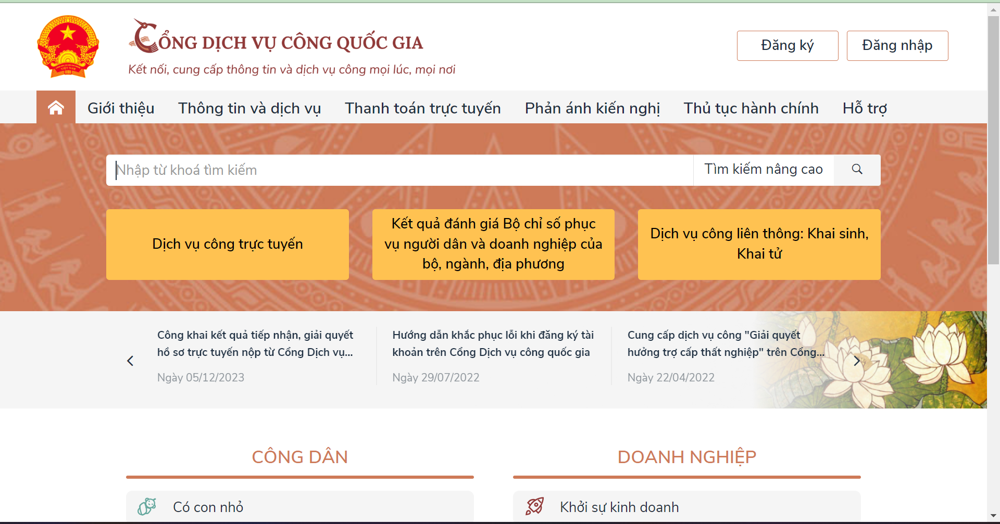 CỔNG DỊCH VỤ CÔNG QUỐC GIA
Kết nối, cung cấp thông tin và dịch vụ công mọi lúc, mọi nơi
Đăng ký
Đăng nhập
VIỆT NAM
Giới thiệu
Thông tin và dịch vụ
Thanh toán trực tuyến
Phản ánh kiến nghị
Thủ tục hành chính
Hỗ trợ
Nhập từ khoá tìm kiếm
Tìm kiếm nâng cao
Dịch vụ công trực tuyến
Kết quả đánh giá Bộ chỉ số phục
vụ người dân và doanh nghiệp của
bộ, ngành, địa phương
Dịch vụ công liên thông: Khai sinh,
Khai tử
Công khai kết quả tiếp nhận, giải quyết
hồ sơ trực tuyến nộp từ Cổng Dịch vụ...
Ngày 05/12/2023
Hướng dẫn khắc phục lỗi khi đăng ký tài
khoản trên Cổng Dịch vụ công quốc gia
Ngày 29/07/2022
Cung cấp dịch vụ công "Giải quyết
hưởng trợ cấp thất nghiệp" trên Cổng...
Ngày 22/04/2022
CÔNG DÂN
Có con nhỏ
DOANH NGHIỆP
Khởi sự kinh doanh